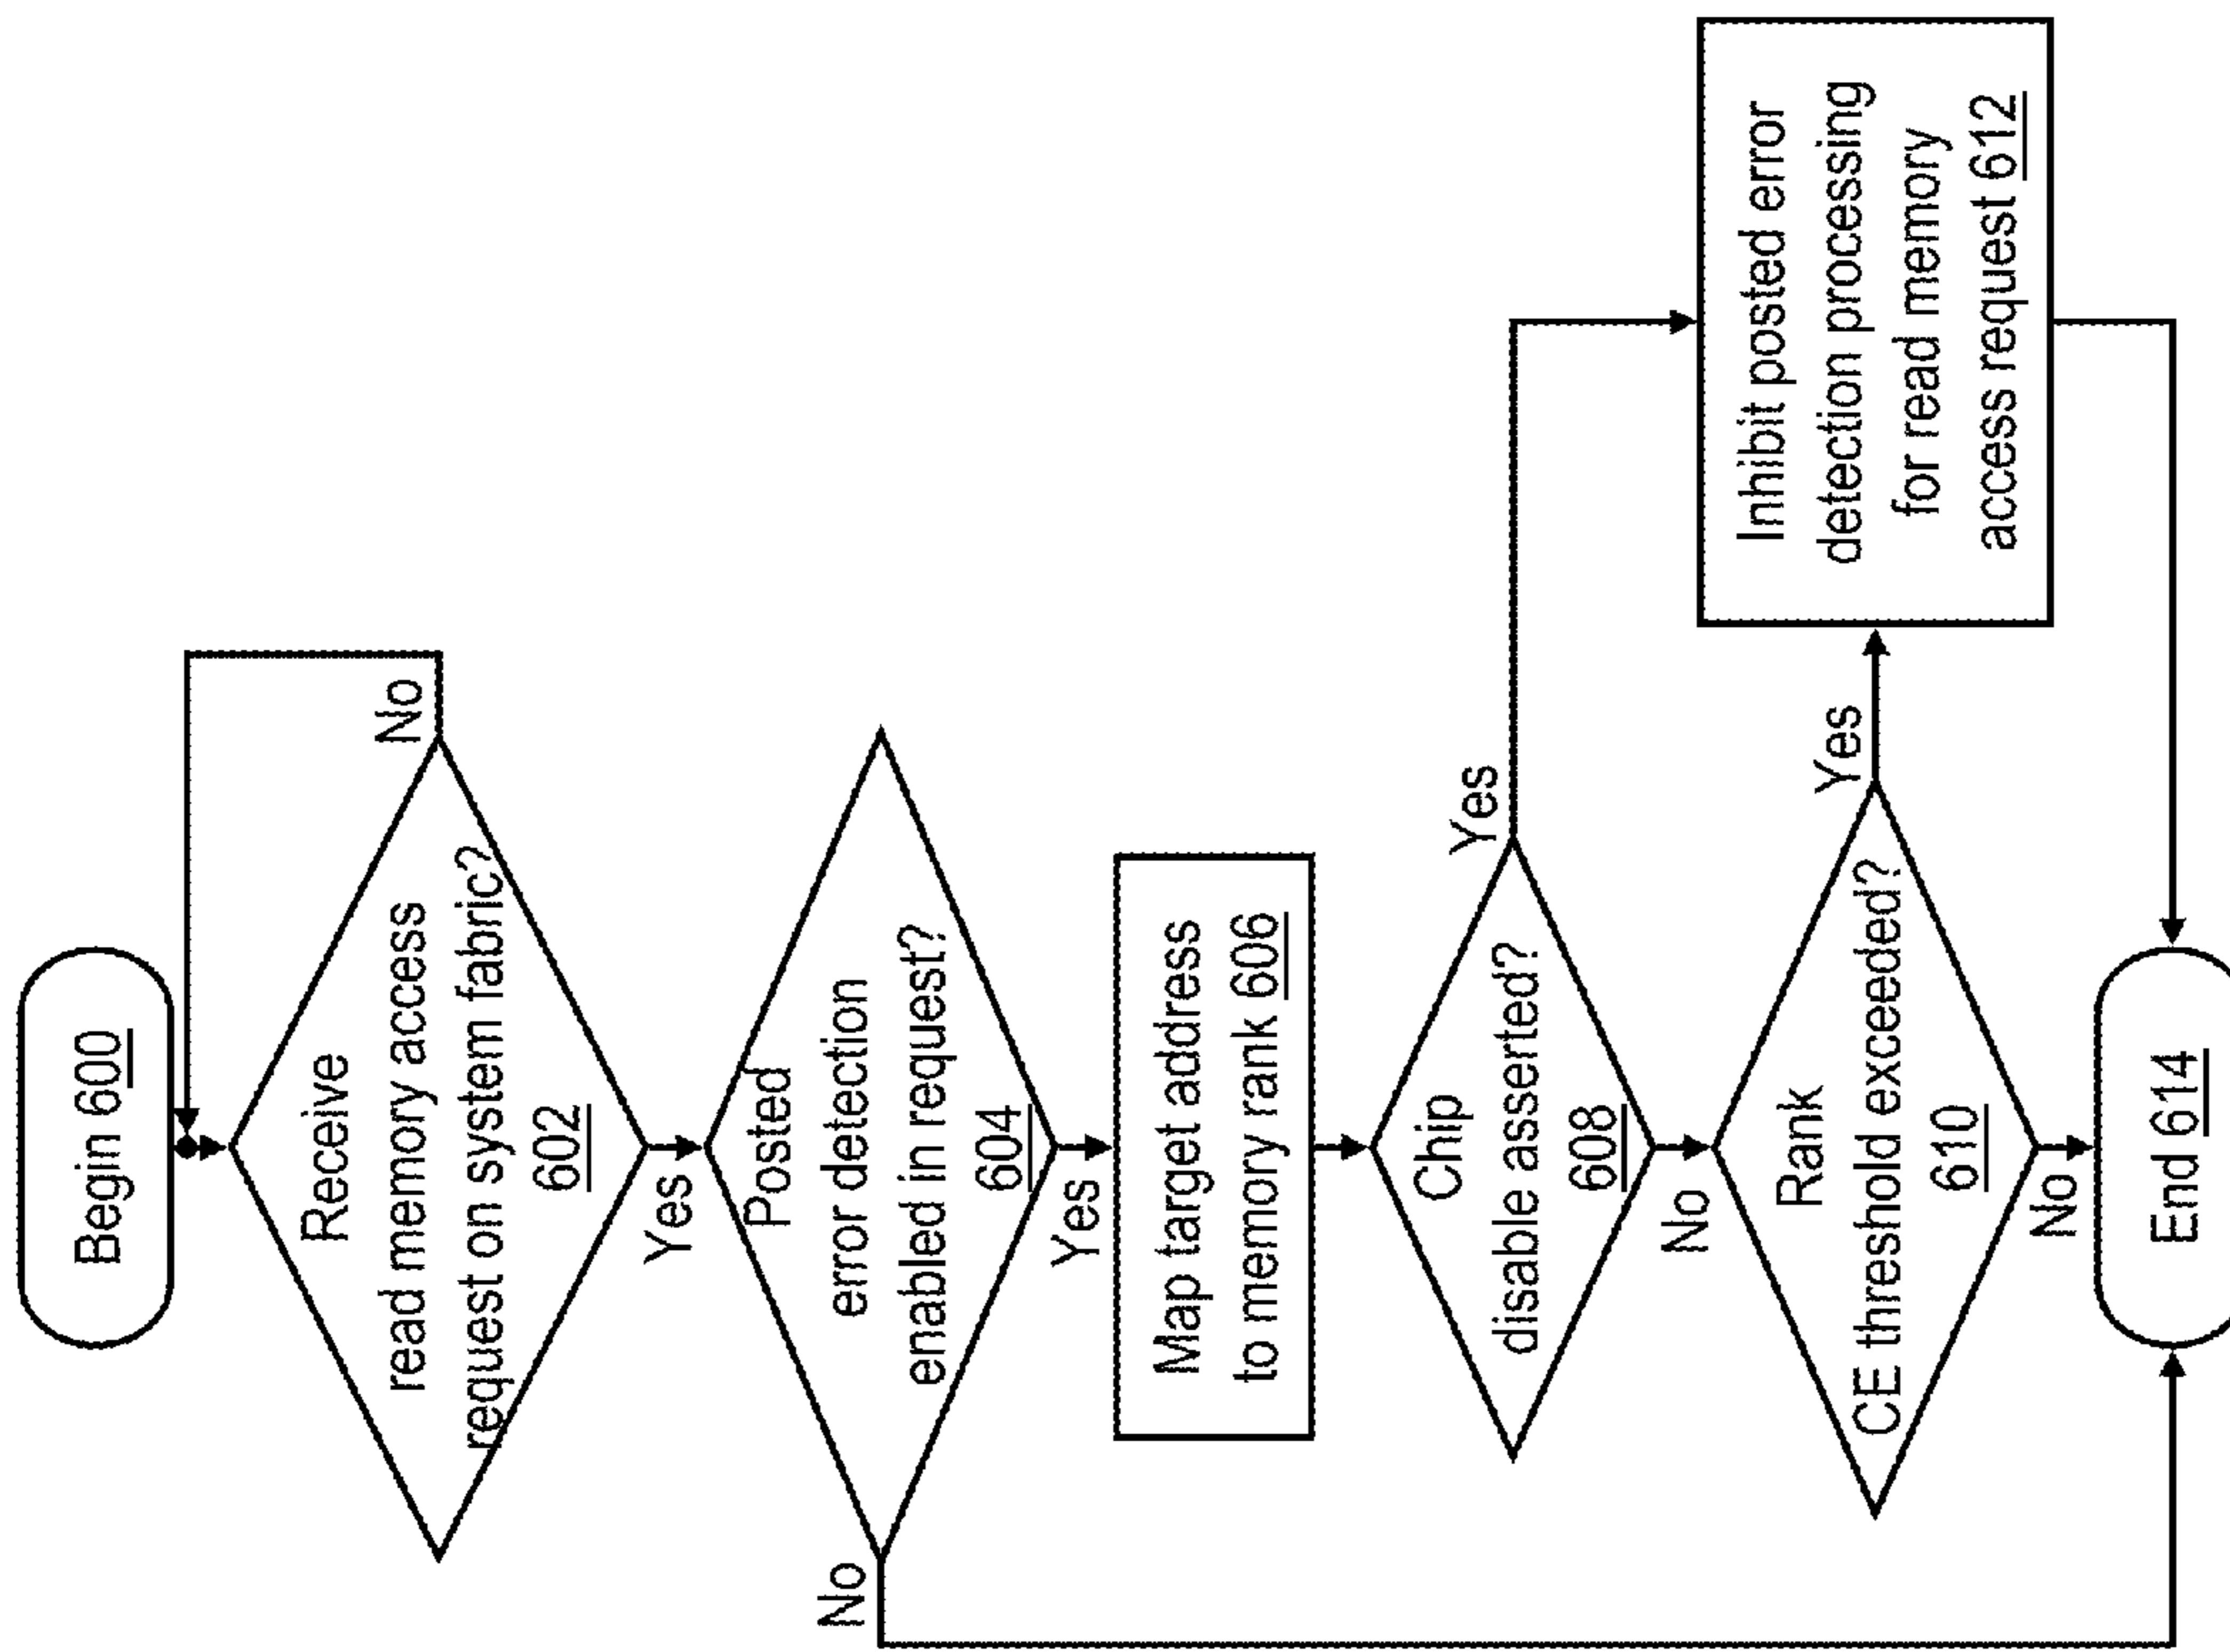 Begin 600
Receive
read memory access
request on system fabric?
602
No
Yes
Posted
error detection
enabled in request?
604
No
Yes
Map target address
to memory rank 606
Chip
disable asserted?
608
Yes
No
Rank
CE threshold exceeded?
610
Yes
No
Inhibit posted error
detection processing
for read memory
access request 612
End 614